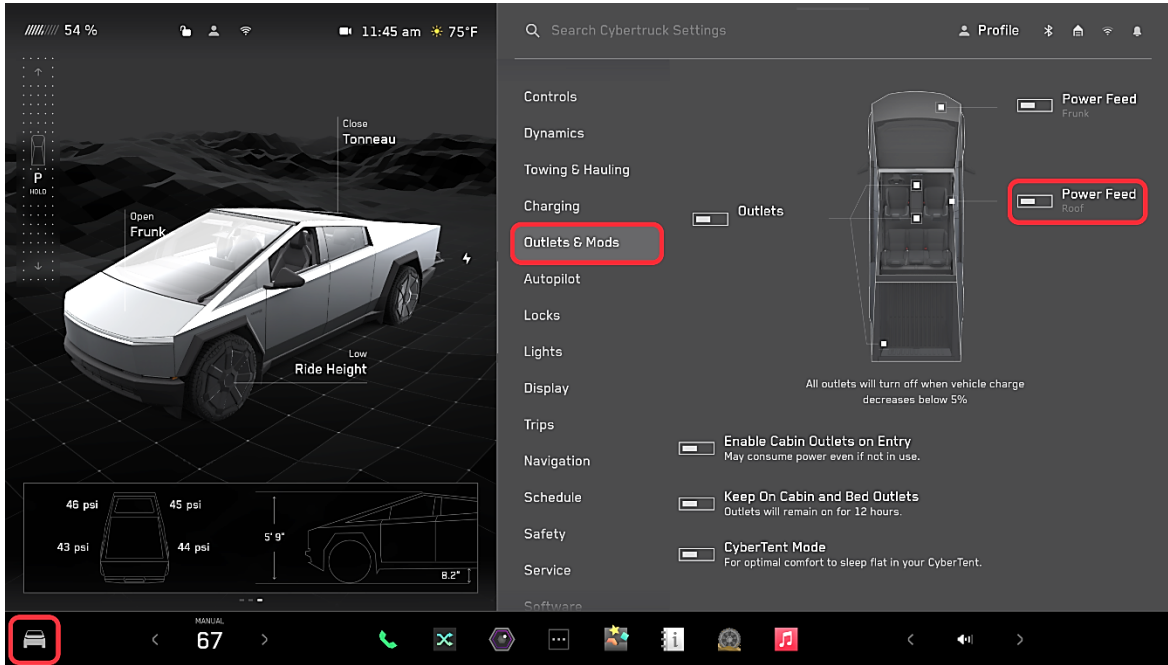 54 %
11:45 am
75°F
Search Cybertruck Settings
Profile
P
HOLD
Close
Tonneau
Open
Frunk
Low
Ride Height
46 psi
45 psi
43 psi
44 psi
5' 9"
8.2"
Controls
Dynamics
Towing & Hauling
Charging
Outlets & Mods
Autopilot
Locks
Lights
Display
Trips
Navigation
Schedule
Safety
Service
Software
Power Feed
Frunk
Power Feed
Roof
Outlets
All outlets will turn off when vehicle charge
decreases below 5%
Enable Cabin Outlets on Entry
May consume power even if not in use.
Keep On Cabin and Bed Outlets
Outlets will remain on for 12 hours.
CyberTent Mode
For optimal comfort to sleep flat in your CyberTent.
MANUAL
67
i